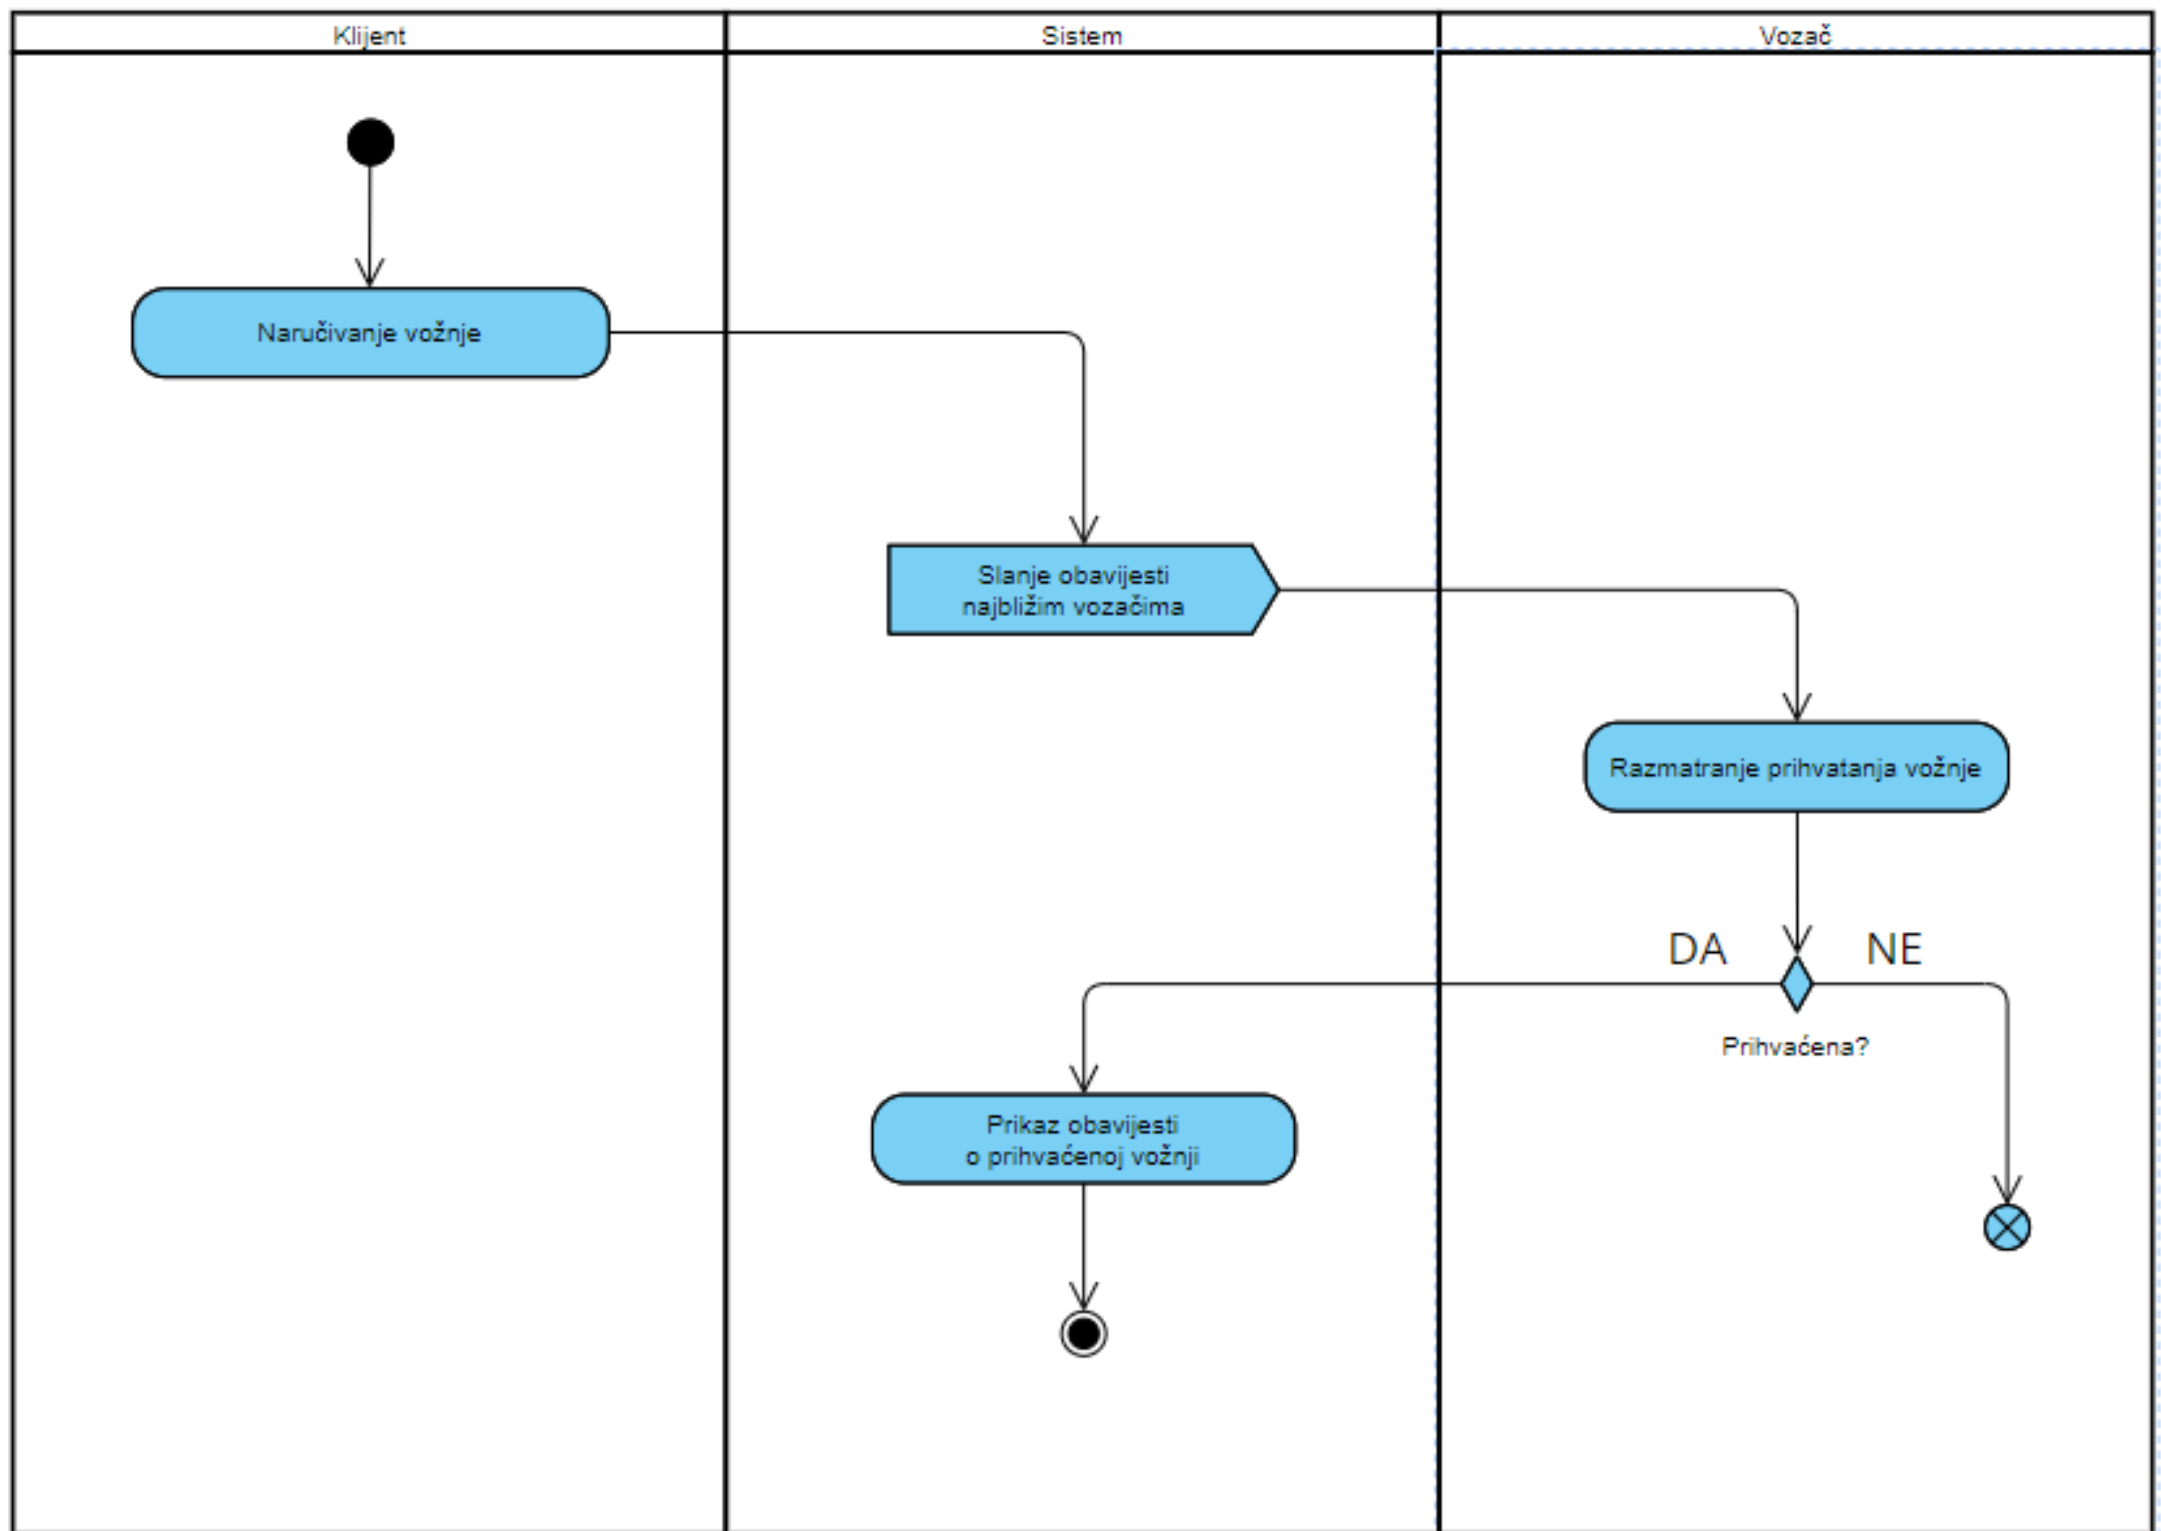 Klijent
Sistem
Vozač
Naručivanje vožnje
Slanje obavijesti
najbližim vozačima
Razmatranje prihvatanja vožnje
DA
NE
Prihvaćena?
Prikaz obavijesti
o prihvaćenoj vožnji